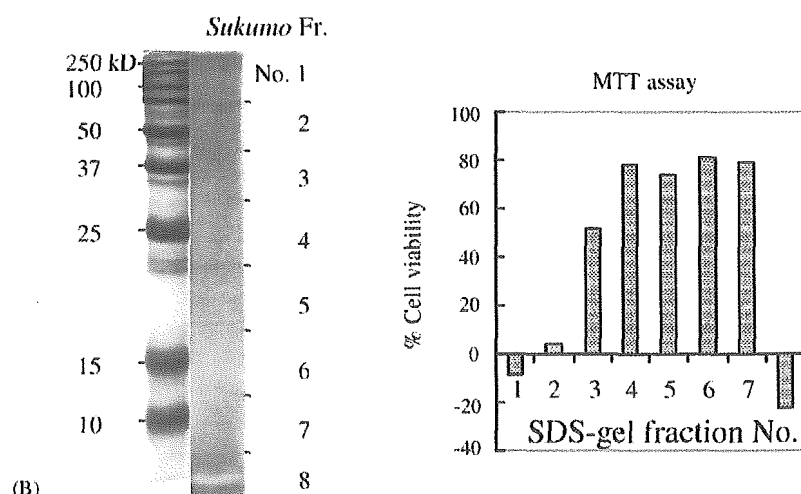 Sukumo Fr.
250 kD
100
50
37
25
15
10
No. 1
2
3
4
5
6
7
8
(B)
MTT assay
% Cell viability
100
80
60
40
20
0
-20
-40
1 2 3 4 5 6 7
SDS-gel fraction No.